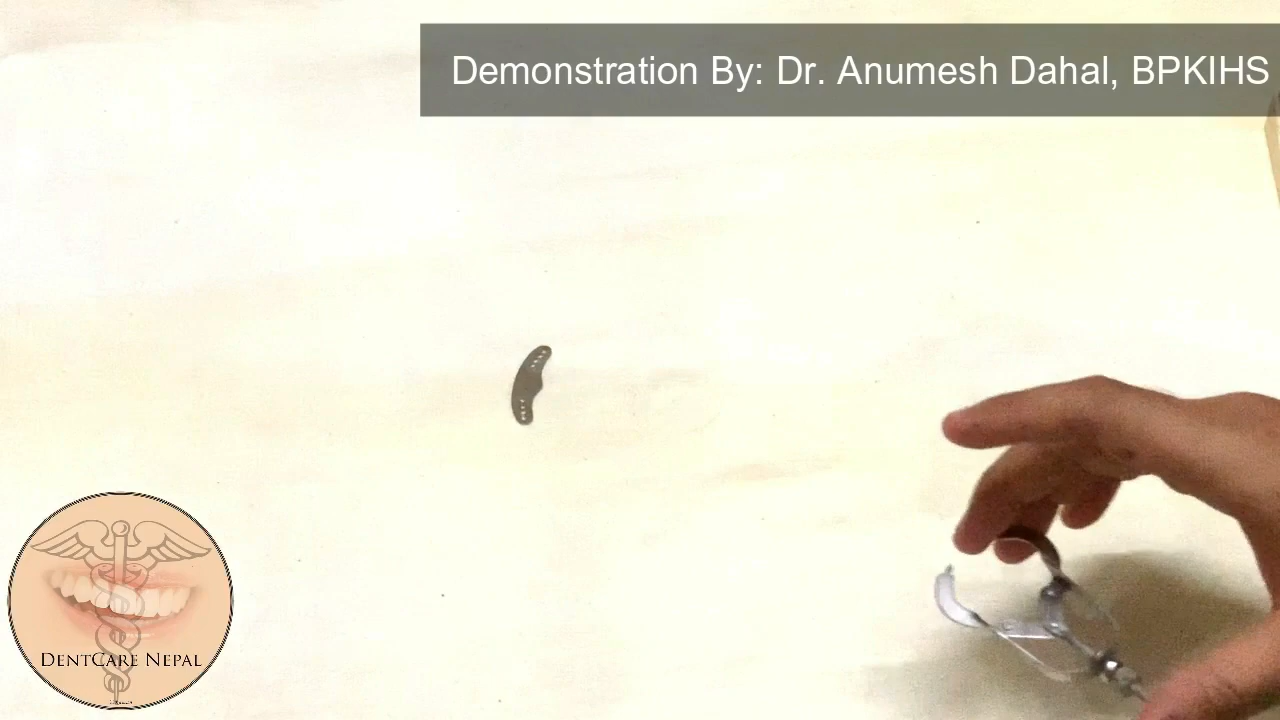 Demonstration By: Dr. Anumesh Dahal, BPKIHS
DENTCARE NEPAL